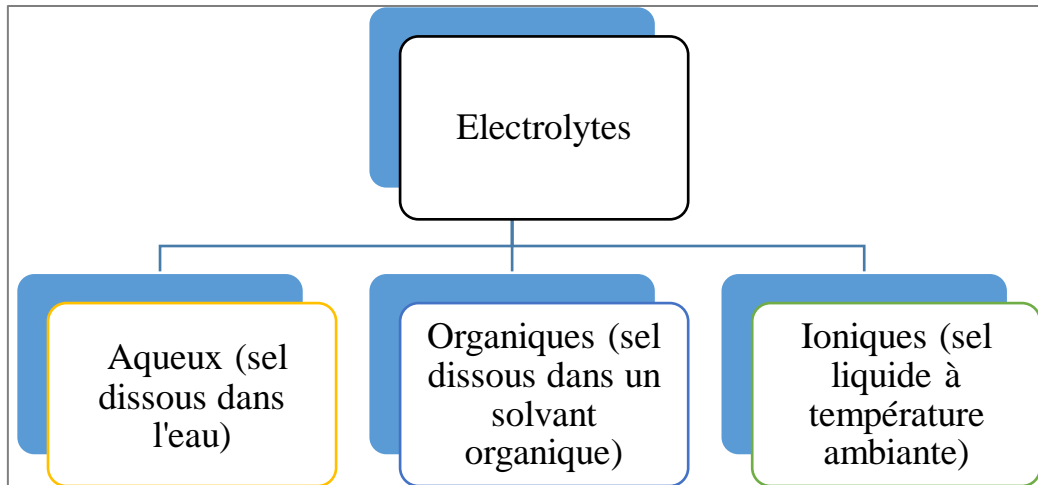 Electrolytes
Aqueux (sel
dissous dans
l'eau)
Organiques (sel
dissous dans un
solvant
organique)
Ioniques (sel
liquide à
température
ambiante)